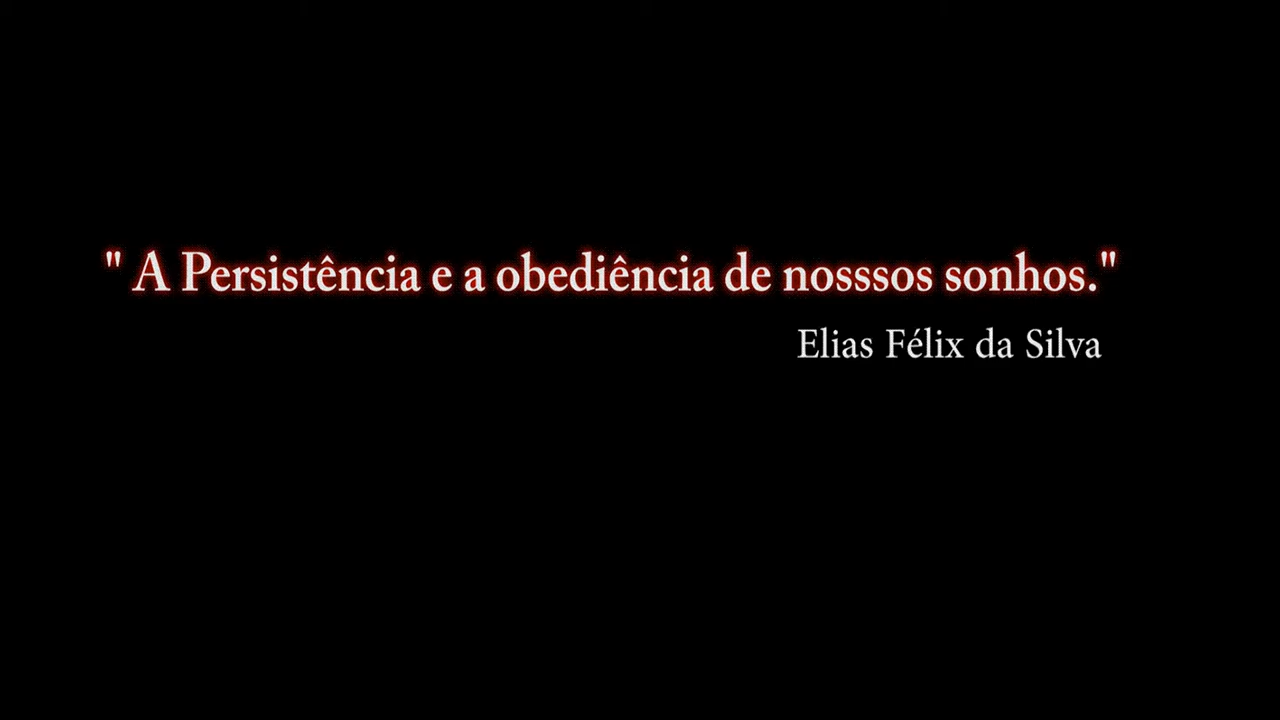 " A Persistência e a obediência de nosssos sonhos."
Elias Félix da Silva